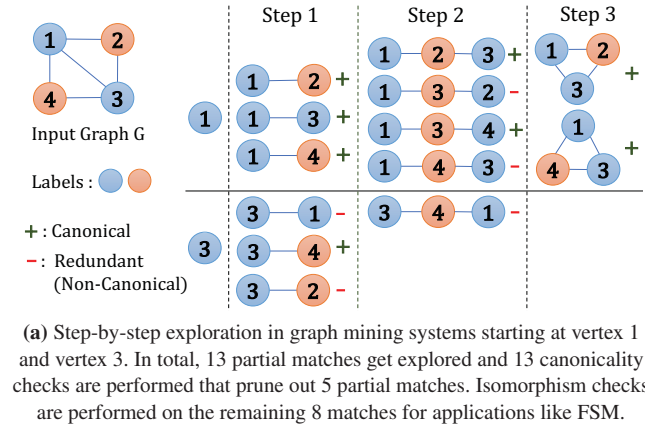 Step 1
Step 2
Step 3
1
2
4
3
Input Graph G
Labels :
+ : Canonical
- : Redundant
(Non-Canonical)
1
1 2 +
1 3 +
1 4 +
1 2 3 +
1 3 2 -
1 3 4 +
1 4 3 -
1 2
3 +
1
4 3 +
3
3 1 -
3 4 +
3 2 -
3 4 1 -
(a) Step-by-step exploration in graph mining systems starting at vertex 1
and vertex 3. In total, 13 partial matches get explored and 13 canonicality
checks are performed that prune out 5 partial matches. Isomorphism checks
are performed on the remaining 8 matches for applications like FSM.